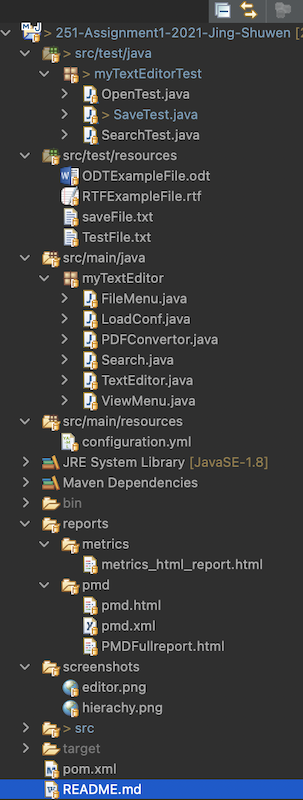 > 251-Assignment1-2021-Jing-Shuwen [2
> src/test/java
> myTextEditorTest
OpenTest.java
> SaveTest.java
SearchTest.java
src/test/resources
ODTExampleFile.odt
RTFExampleFile.rtf
saveFile.txt
TestFile.txt
src/main/java
myTextEditor
FileMenu.java
LoadConf.java
PDFConvertor.java
Search.java
TextEditor.java
ViewMenu.java
src/main/resources
configuration.yml
JRE System Library [JavaSE-1.8]
Maven Dependencies
bin
reports
metrics
metrics_html_report.html
pmd
pmd.html
pmd.xml
PMDFullreport.html
screenshots
editor.png
hierachy.png
> src
target
pom.xml
README.md